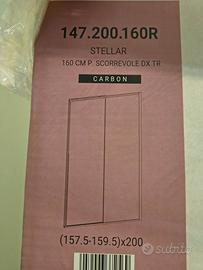 147.200.160R
STELLAR
160 CM P. SCORREVOLE DX TR
CARBON
(157.5-159.5)x200
subito